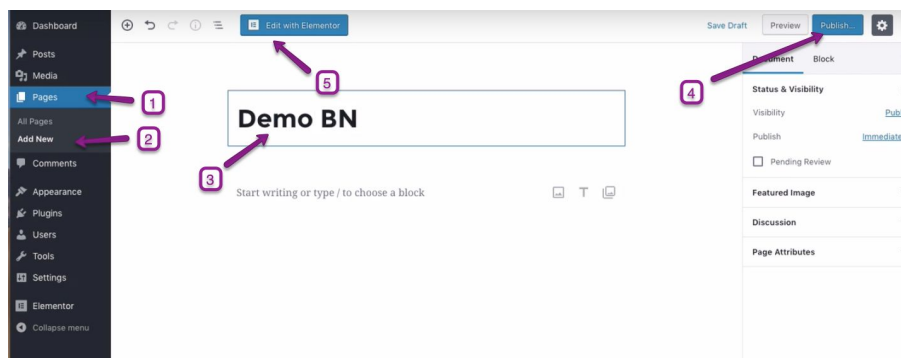 Dashboard
Edit with Elementor
Save Draft
Preview
Publish...
Posts
Media
Pages
All Pages
Add New
Comments
Appearance
Plugins
Users
Tools
Settings
Elementor
Collapse menu
1
2
3
4
5
Demo BN
Start writing or type / to choose a block
Document Block
Status & Visibility
Visibility Publ
Publish Immediate
Pending Review
Featured Image
Discussion
Page Attributes